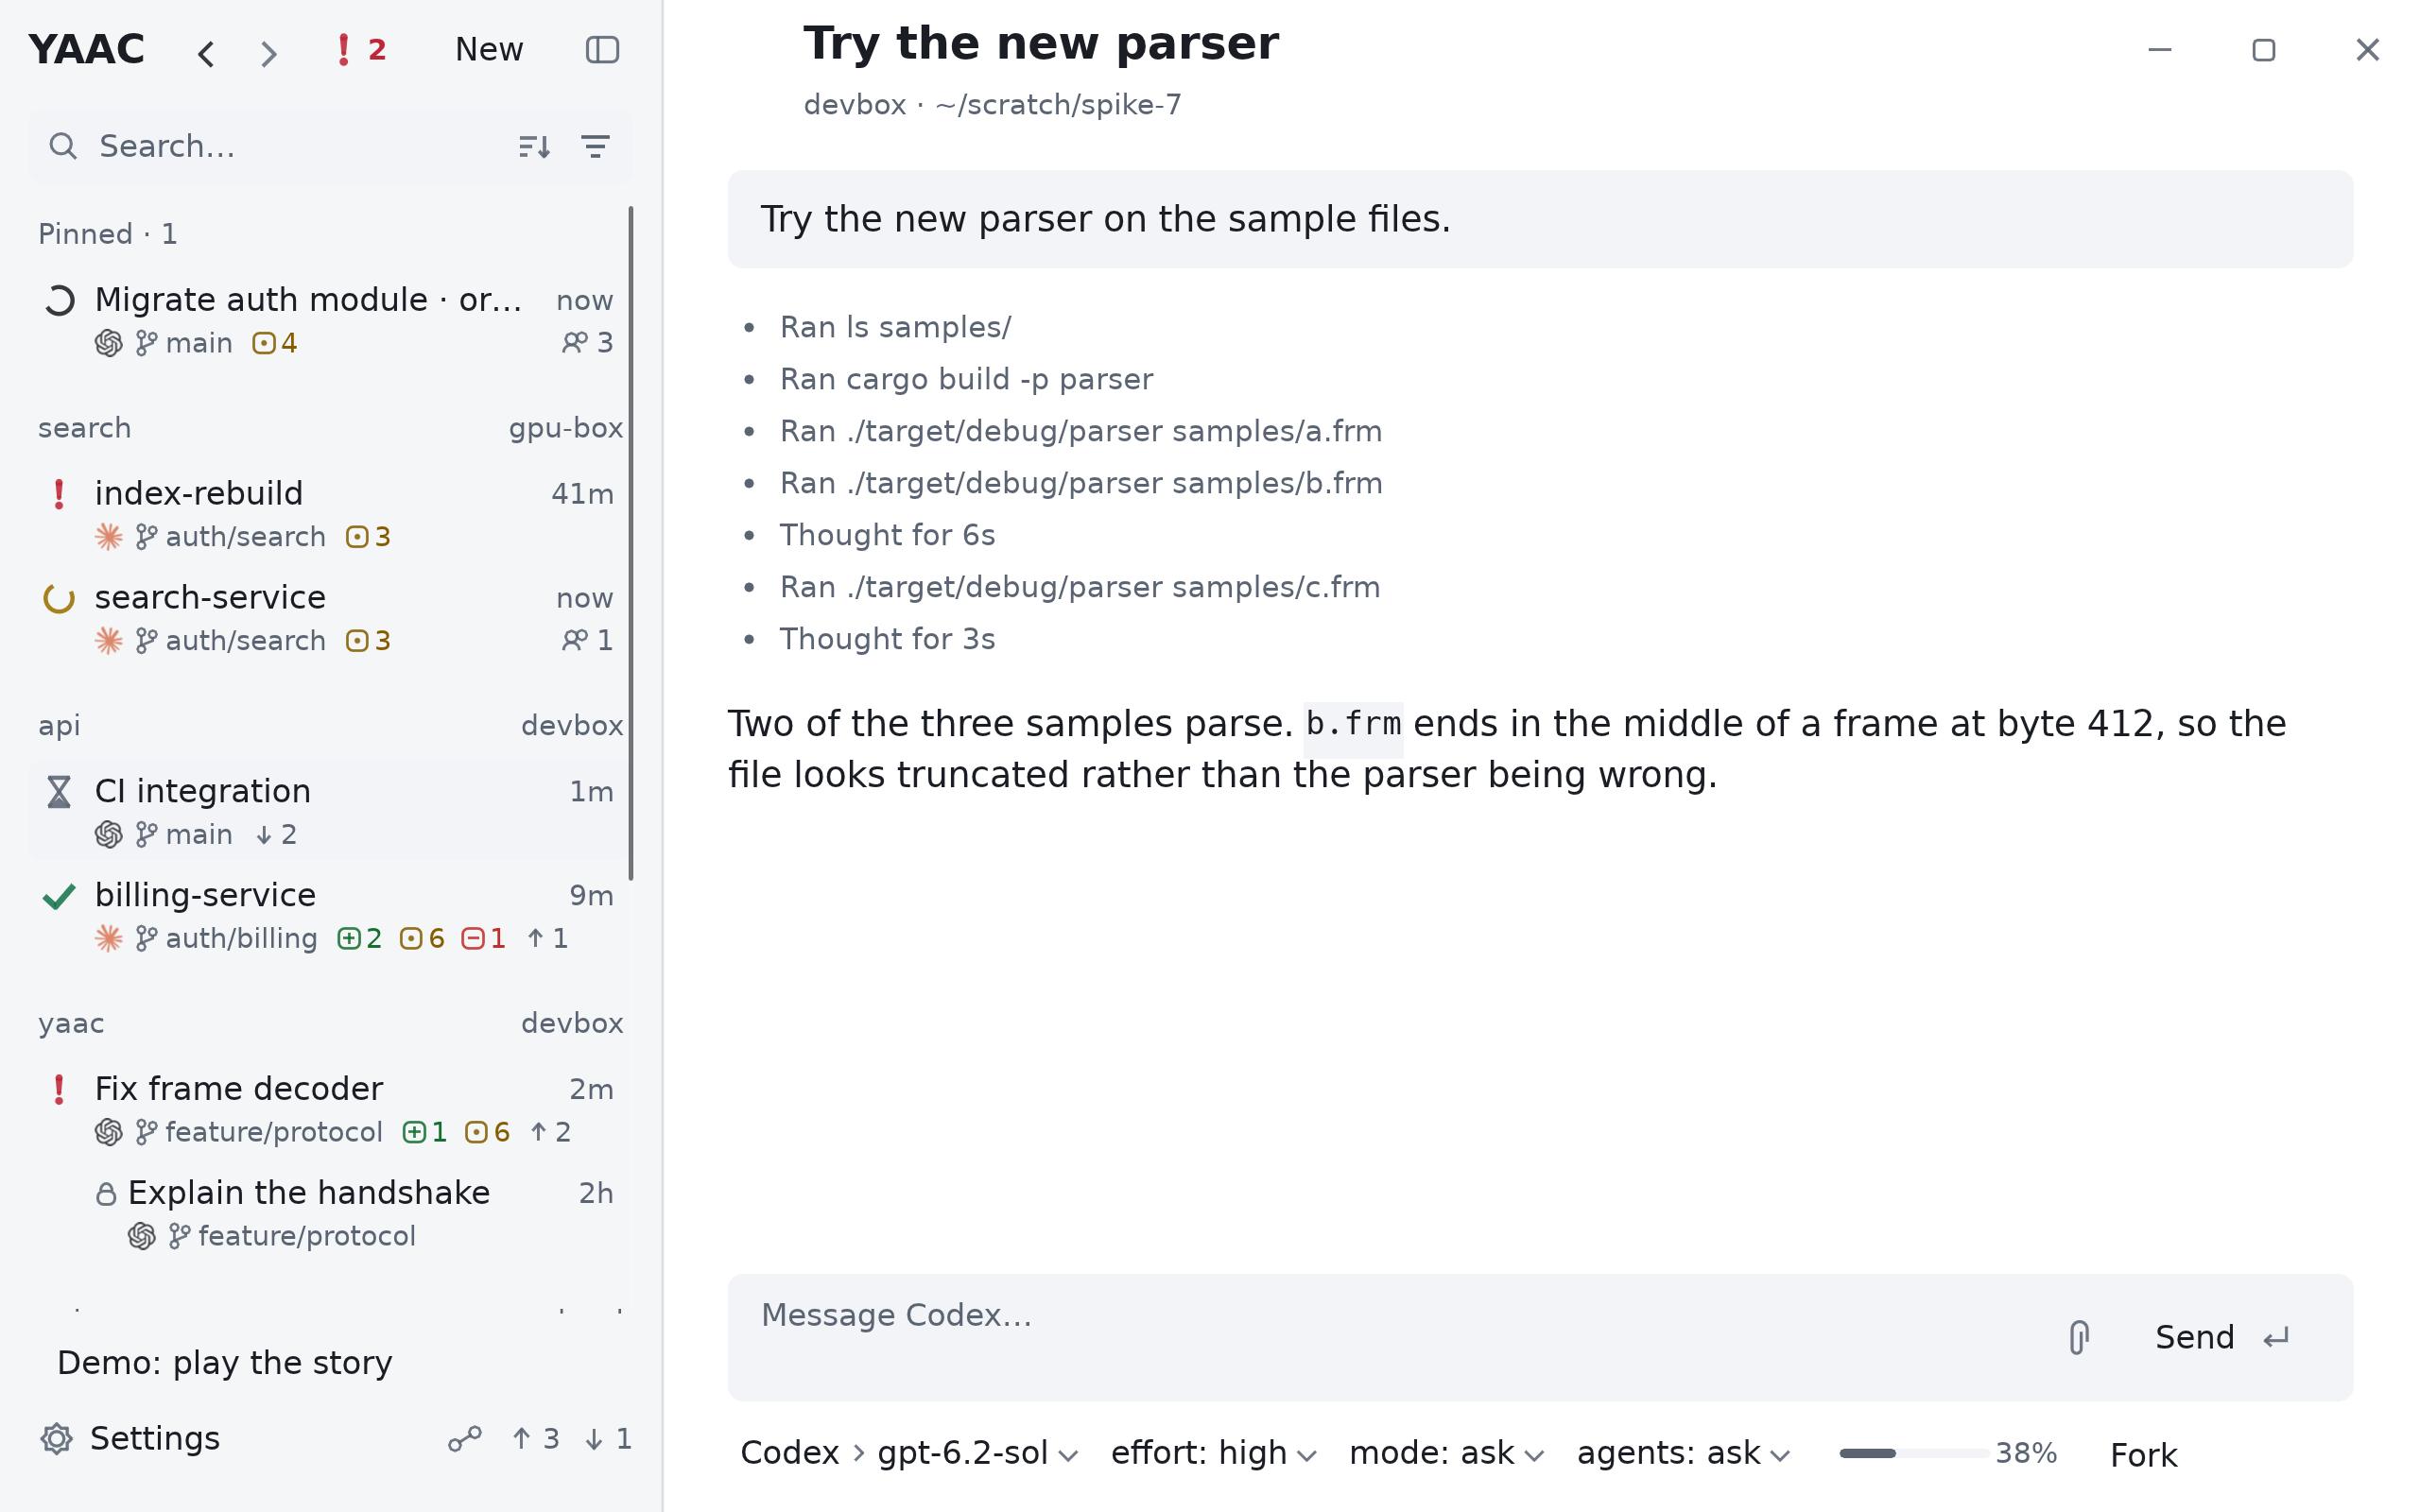 YAAC
2
New
Search…
Pinned · 1
Migrate auth module · or… now
main 4 3
search gpu-box
index-rebuild 41m
auth/search 3
search-service now
auth/search 3 1
api devbox
CI integration 1m
main ↓ 2
billing-service 9m
auth/billing 2 6 1 ↑ 1
yaac devbox
Fix frame decoder 2m
feature/protocol 1 6 ↑ 2
Explain the handshake 2h
feature/protocol
Demo: play the story
Settings ↑ 3 ↓ 1
Try the new parser
devbox · ~/scratch/spike-7
Try the new parser on the sample files.
• Ran ls samples/
• Ran cargo build -p parser
• Ran ./target/debug/parser samples/a.frm
• Ran ./target/debug/parser samples/b.frm
• Thought for 6s
• Ran ./target/debug/parser samples/c.frm
• Thought for 3s
Two of the three samples parse. b.frm ends in the middle of a frame at byte 412, so the
file looks truncated rather than the parser being wrong.
Message Codex…
Send
Codex › gpt-6.2-sol effort: high mode: ask agents: ask 38% Fork